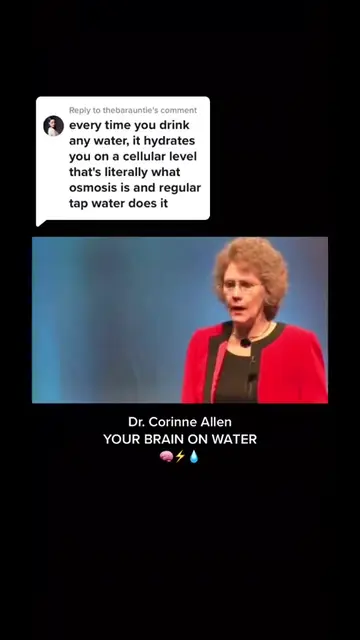 Reply to thebarauntie's comment
every time you drink
any water, it hydrates
you on a cellular level
that's literally what
osmosis is and regular
tap water does it
Dr. Corinne Allen
YOUR BRAIN ON WATER
🧠⚡💧